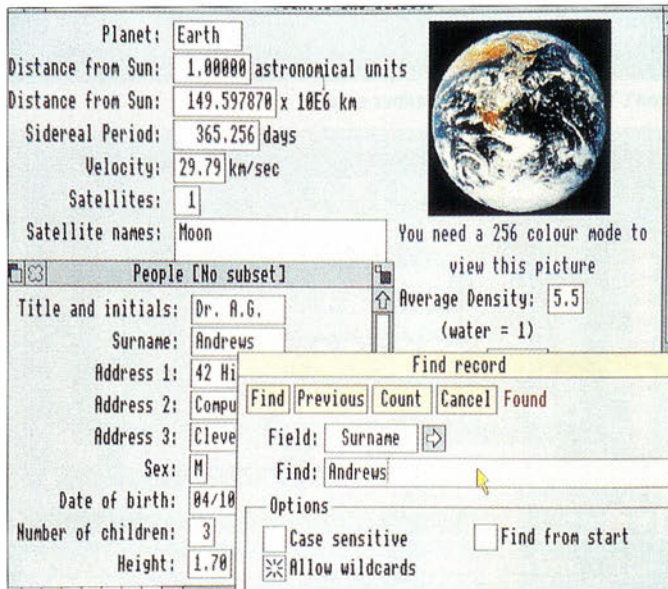 Planet: Earth
Distance from Sun: 1.00000 astronomical units
Distance from Sun: 149.597870 x 10E6 km
Sidereal Period: 365.256 days
Velocity: 29.79 km/sec
Satellites: 1
Satellite names: Moon
You need a 256 colour mode to
view this picture
Average Density: 5.5
(water = 1)
People [No subset]
Title and initials: Dr. A.G.
Surname: Andrews
Address 1: 42 Hi
Address 2: Compu
Address 3: Cleve
Sex: M
Date of birth: 04/10
Number of children: 3
Height: 1.70
Find record
Find Previous Count Cancel Found
Field: Surname
Find: Andrews
Options
Case sensitive Find from start
Allow wildcards